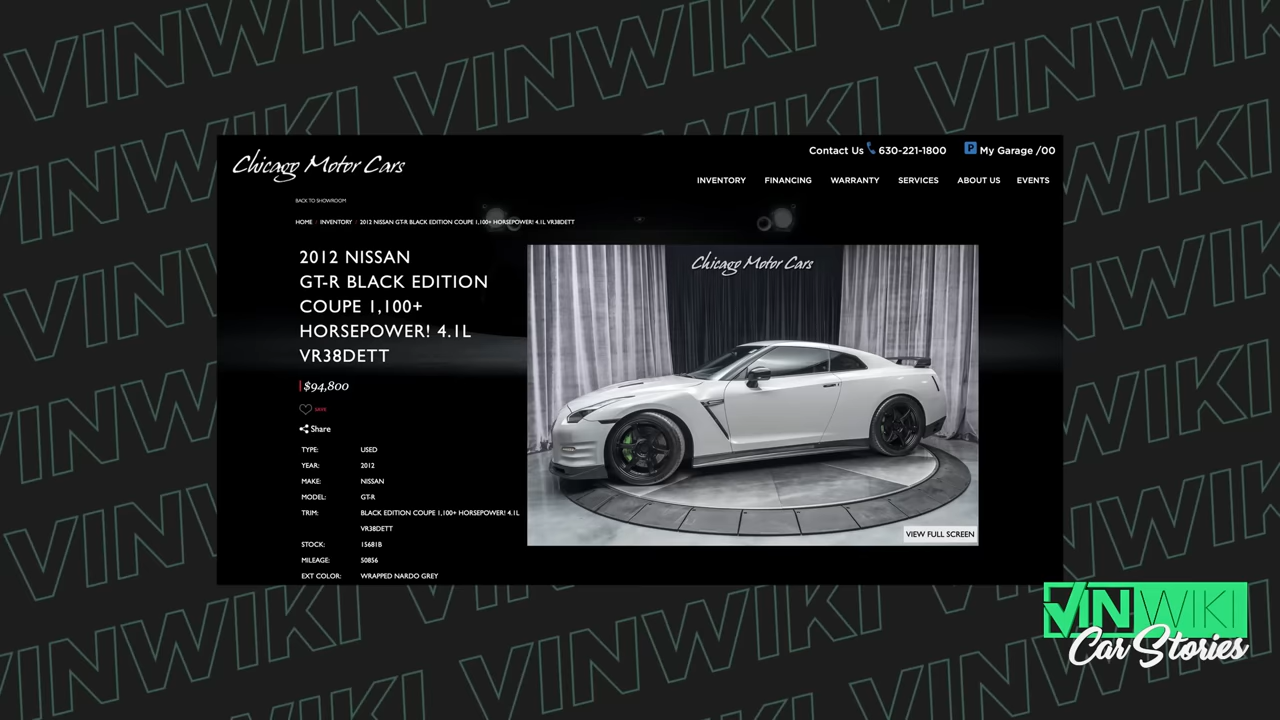 Chicago Motor Cars
Contact Us 630-221-1800
P My Garage /00
INVENTORY FINANCING WARRANTY SERVICES ABOUT US EVENTS
BACK TO SHOWROOM
HOME / INVENTORY / 2012 NISSAN GT-R BLACK EDITION COUPE 1,100+ HORSEPOWER! 4.1L VR38DETT
2012 NISSAN
GT-R BLACK EDITION
COUPE 1,100+
HORSEPOWER! 4.1L
VR38DETT
$94,800
SAVE
Share
TYPE: USED
YEAR: 2012
MAKE: NISSAN
MODEL: GT-R
TRIM: BLACK EDITION COUPE 1,100+ HORSEPOWER! 4.1L
VR38DETT
STOCK: 15681B
MILEAGE: 50856
EXT COLOR: WRAPPED NARDO GREY
Chicago Motor Cars
VIEW FULL SCREEN
VINWIKI
Car Stories
VINWIKI